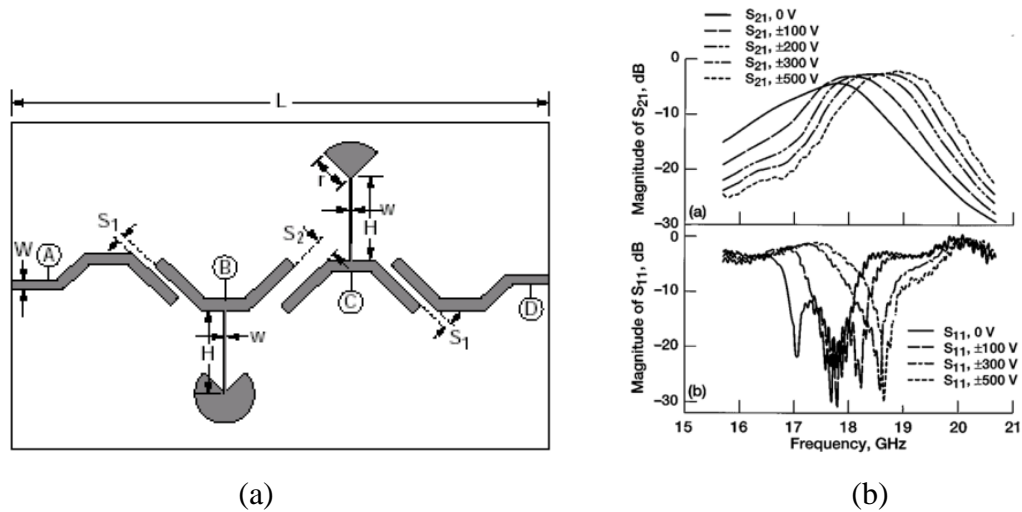 L
r
w
H
S1
S2
W
A
B
C
D
H
w
S1
(a)
S21, 0 V
S21, ±100 V
S21, ±200 V
S21, ±300 V
S21, ±500 V
Magnitude of S21, dB
0
−10
−20
−30
(a)
Magnitude of S11, dB
0
−10
−20
−30
(b)
S11, 0 V
S11, ±100 V
S11, ±300 V
S11, ±500 V
15 16 17 18 19 20 21
Frequency, GHz
(b)